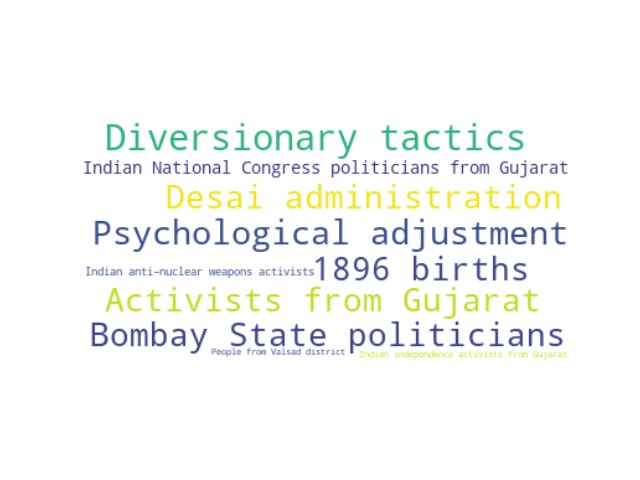 Diversionary tactics
Indian National Congress politicians from Gujarat
Desai administration
Psychological adjustment
Indian anti-nuclear weapons activists
1896 births
Activists from Gujarat
Bombay State politicians
People from Valsad district
Indian independence activists from Gujarat